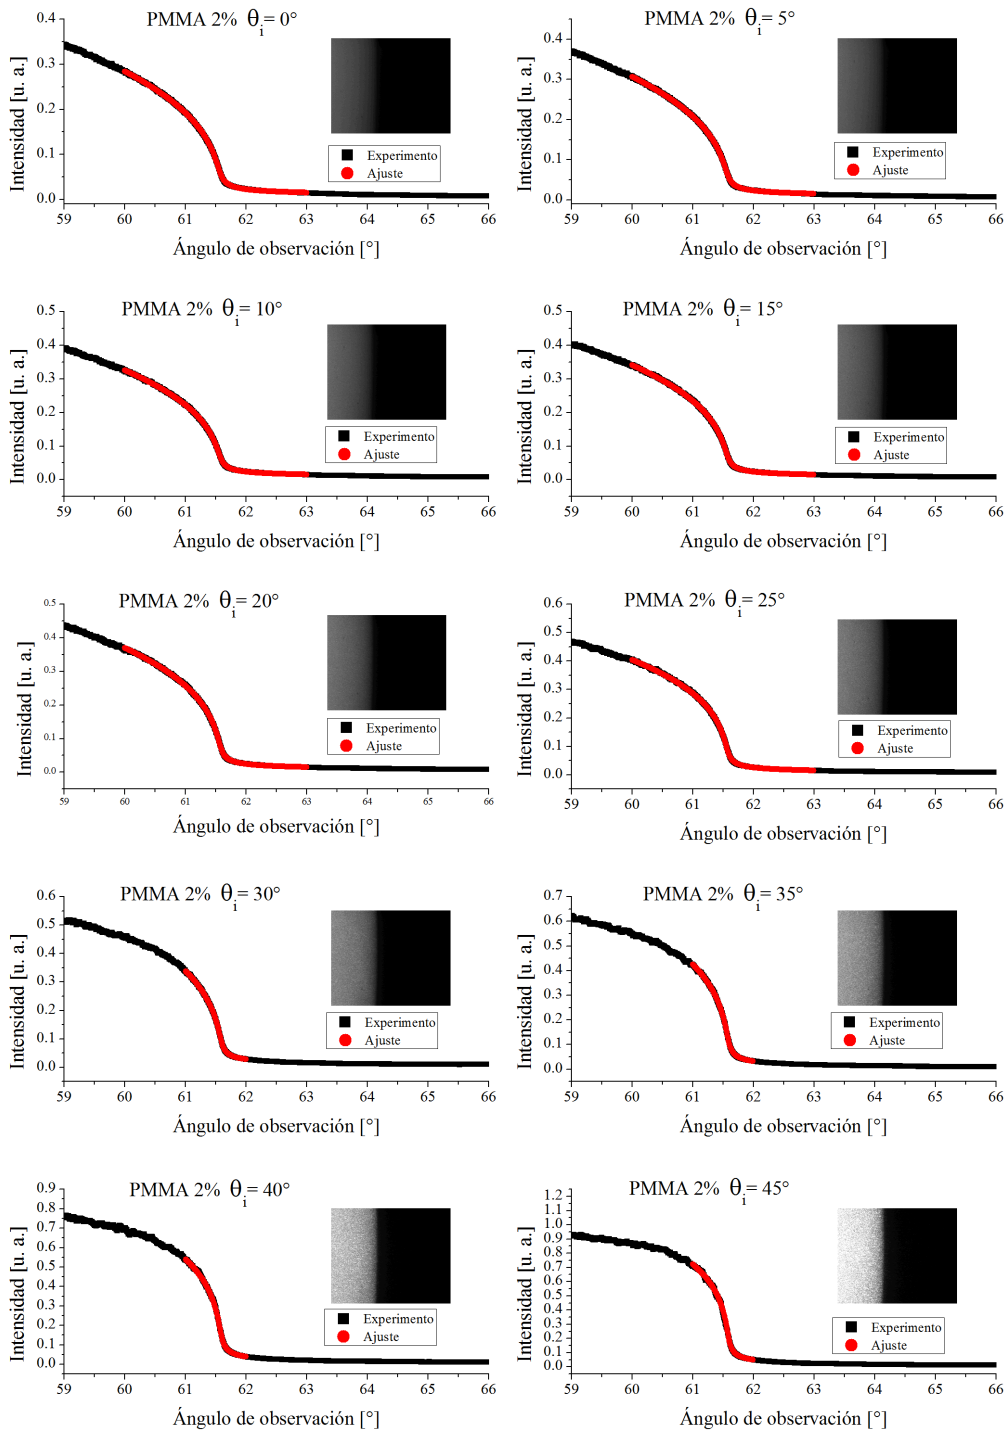 PMMA 2% θi= 0°
Intensidad [u. a.]
0.4
0.3
0.2
0.1
0.0
Experimento
Ajuste
59 60 61 62 63 64 65 66
Ángulo de observación [°]
PMMA 2% θi= 5°
Intensidad [u. a.]
0.4
0.3
0.2
0.1
0.0
Experimento
Ajuste
59 60 61 62 63 64 65 66
Ángulo de observación [°]
PMMA 2% θi= 10°
Intensidad [u. a.]
0.5
0.4
0.3
0.2
0.1
0.0
Experimento
Ajuste
59 60 61 62 63 64 65 66
Ángulo de observación [°]
PMMA 2% θi= 15°
Intensidad [u. a.]
0.5
0.4
0.3
0.2
0.1
0.0
Experimento
Ajuste
59 60 61 62 63 64 65 66
Ángulo de observación [°]
PMMA 2% θi= 20°
Intensidad [u. a.]
0.5
0.4
0.3
0.2
0.1
0.0
Experimento
Ajuste
59 60 61 62 63 64 65 66
Ángulo de observación [°]
PMMA 2% θi= 25°
Intensidad [u. a.]
0.6
0.5
0.4
0.3
0.2
0.1
0.0
Experimento
Ajuste
59 60 61 62 63 64 65 66
Ángulo de observación [°]
PMMA 2% θi= 30°
Intensidad [u. a.]
0.6
0.5
0.4
0.3
0.2
0.1
0.0
Experimento
Ajuste
59 60 61 62 63 64 65 66
Ángulo de observación [°]
PMMA 2% θi= 35°
Intensidad [u. a.]
0.7
0.6
0.5
0.4
0.3
0.2
0.1
0.0
Experimento
Ajuste
59 60 61 62 63 64 65 66
Ángulo de observación [°]
PMMA 2% θi= 40°
Intensidad [u. a.]
0.9
0.8
0.7
0.6
0.5
0.4
0.3
0.2
0.1
0.0
Experimento
Ajuste
59 60 61 62 63 64 65 66
Ángulo de observación [°]
PMMA 2% θi= 45°
Intensidad [u. a.]
1.2
1.1
1.0
0.9
0.8
0.7
0.6
0.5
0.4
0.3
0.2
0.1
0.0
Experimento
Ajuste
59 60 61 62 63 64 65 66
Ángulo de observación [°]